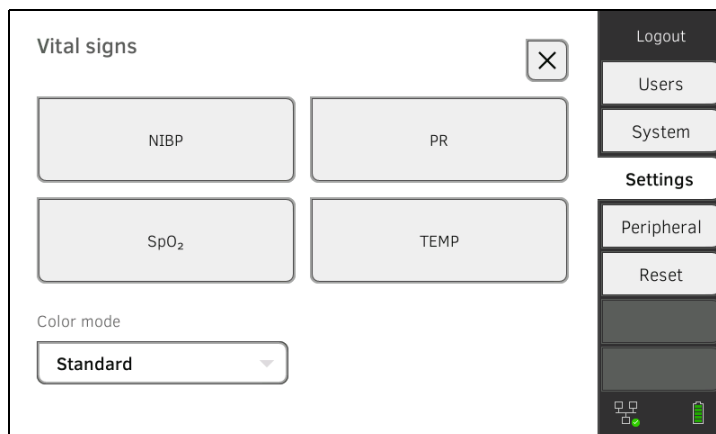 Vital signs
NIBP
PR
SpO₂
TEMP
Color mode
Standard
Logout
Users
System
Settings
Peripheral
Reset